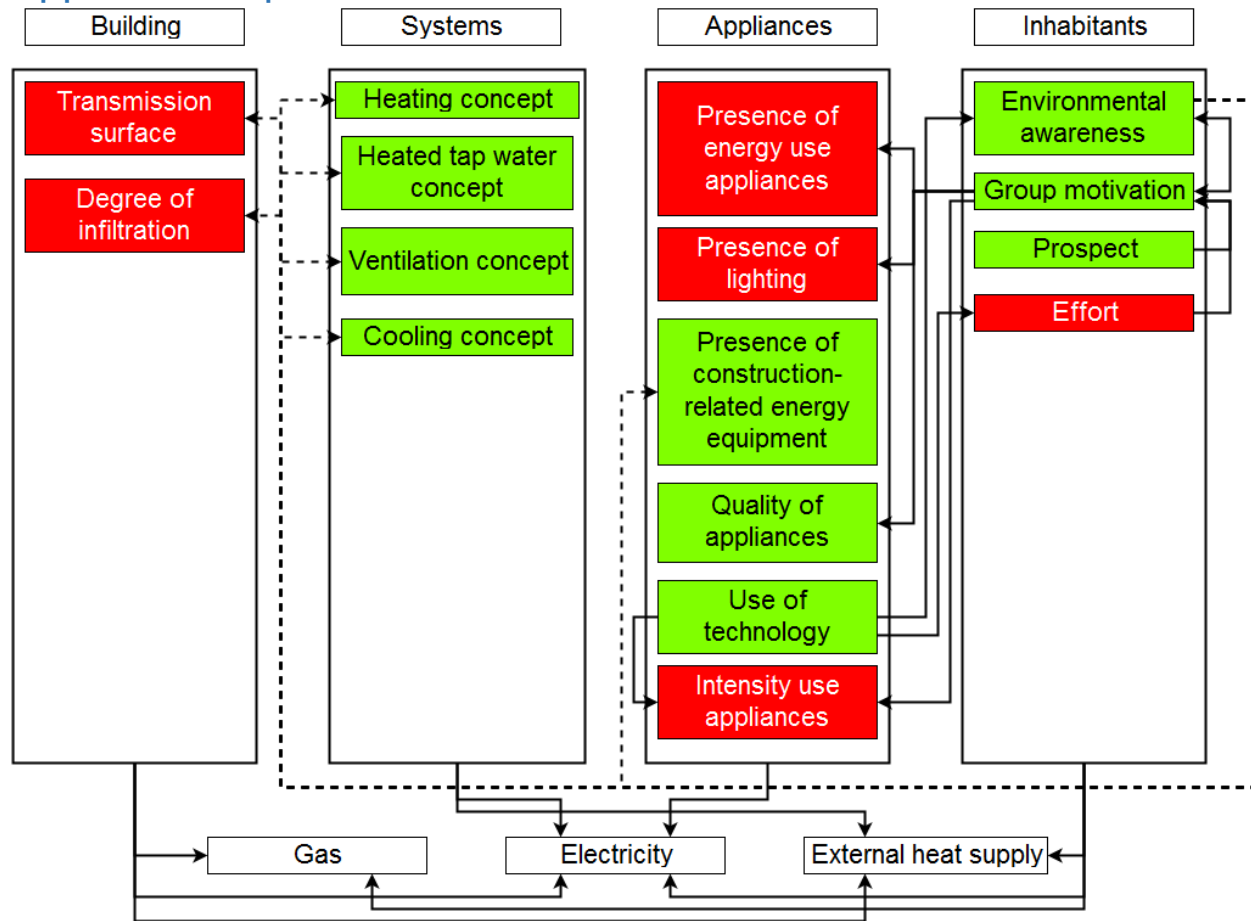 Building
Systems
Appliances
Inhabitants
Transmission
surface
Degree of
infiltration
Heating concept
Heated tap water
concept
Ventilation concept
Cooling concept
Presence of
energy use
appliances
Presence of
lighting
Presence of
construction-
related energy
equipment
Quality of
appliances
Use of
technology
Intensity use
appliances
Environmental
awareness
Group motivation
Prospect
Effort
Gas
Electricity
External heat supply